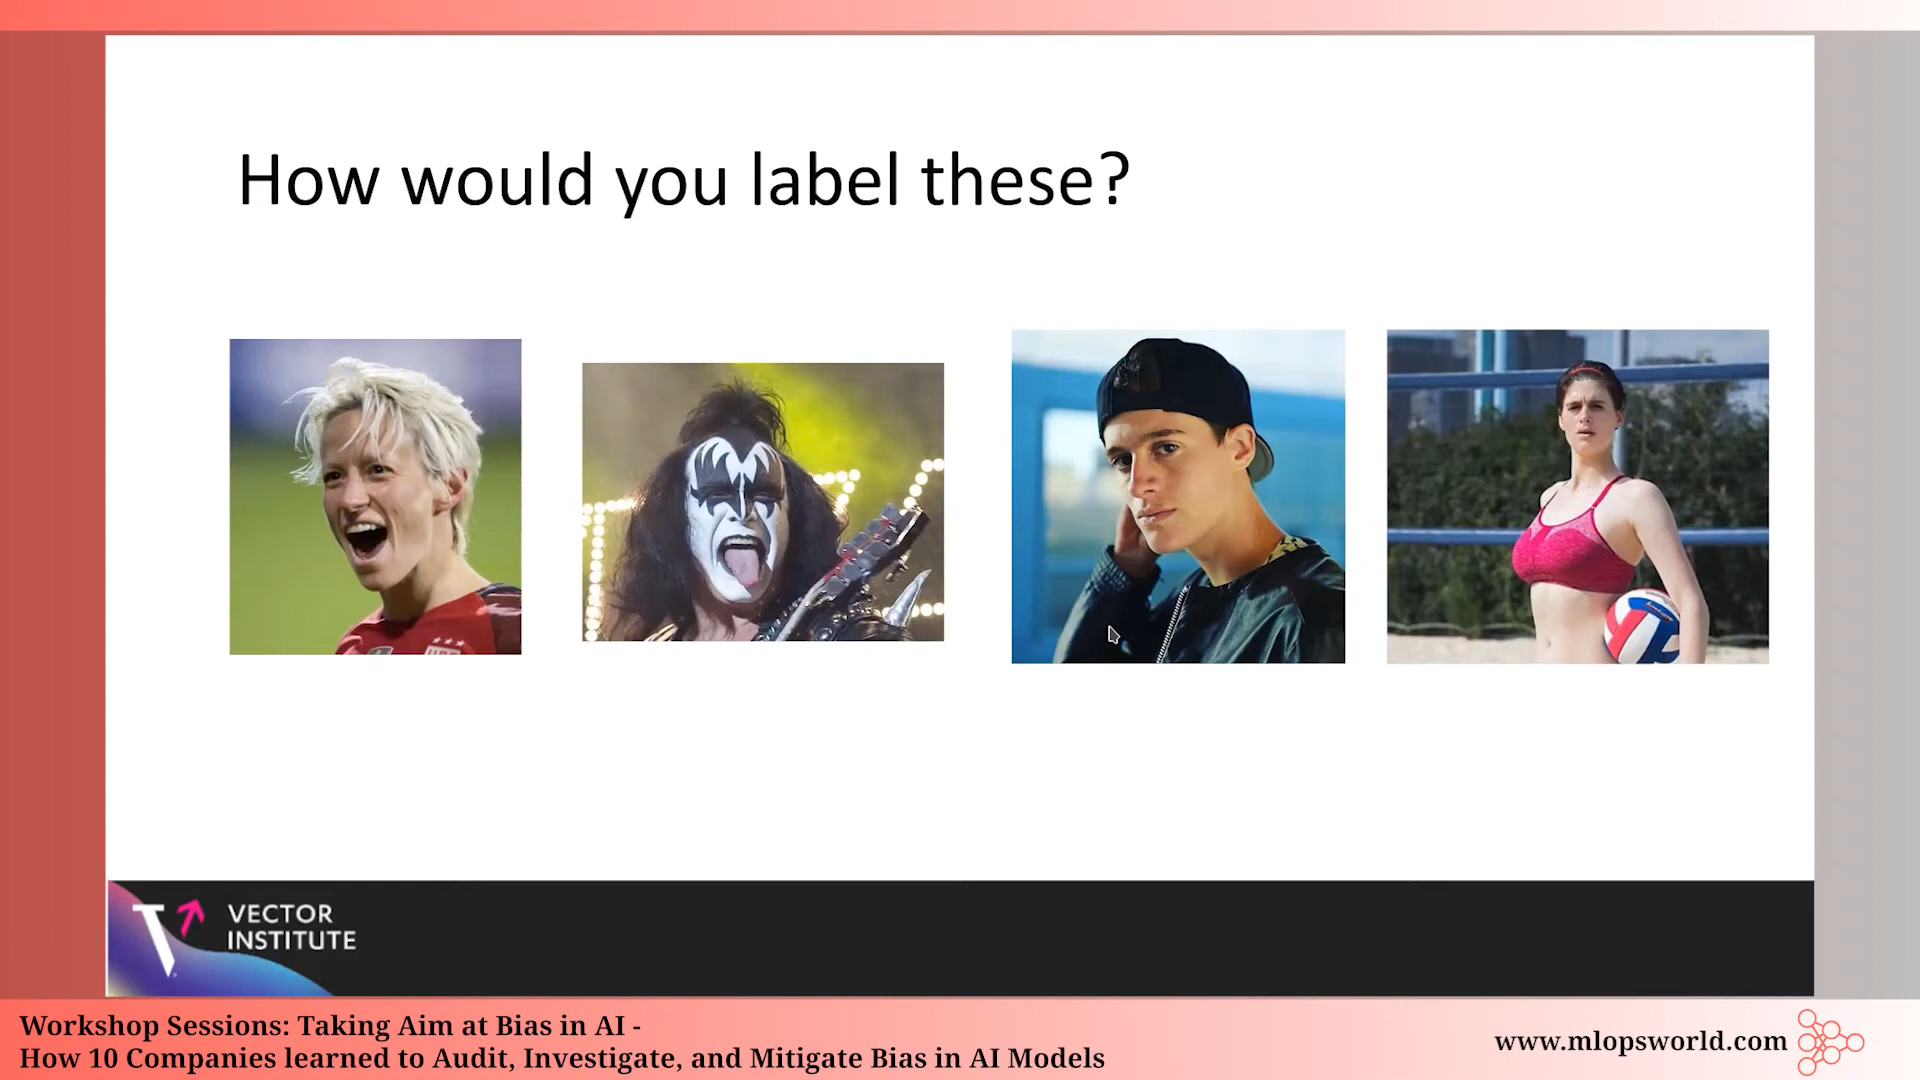 How would you label these?
VECTOR
INSTITUTE
Workshop Sessions: Taking Aim at Bias in AI -
How 10 Companies learned to Audit, Investigate, and Mitigate Bias in AI Models
www.mlopsworld.com